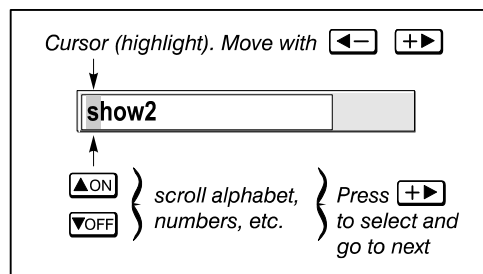 Cursor (highlight). Move with ◄− +►
show2
▲ON
▼OFF
scroll alphabet,
numbers, etc.
Press +►
to select and
go to next